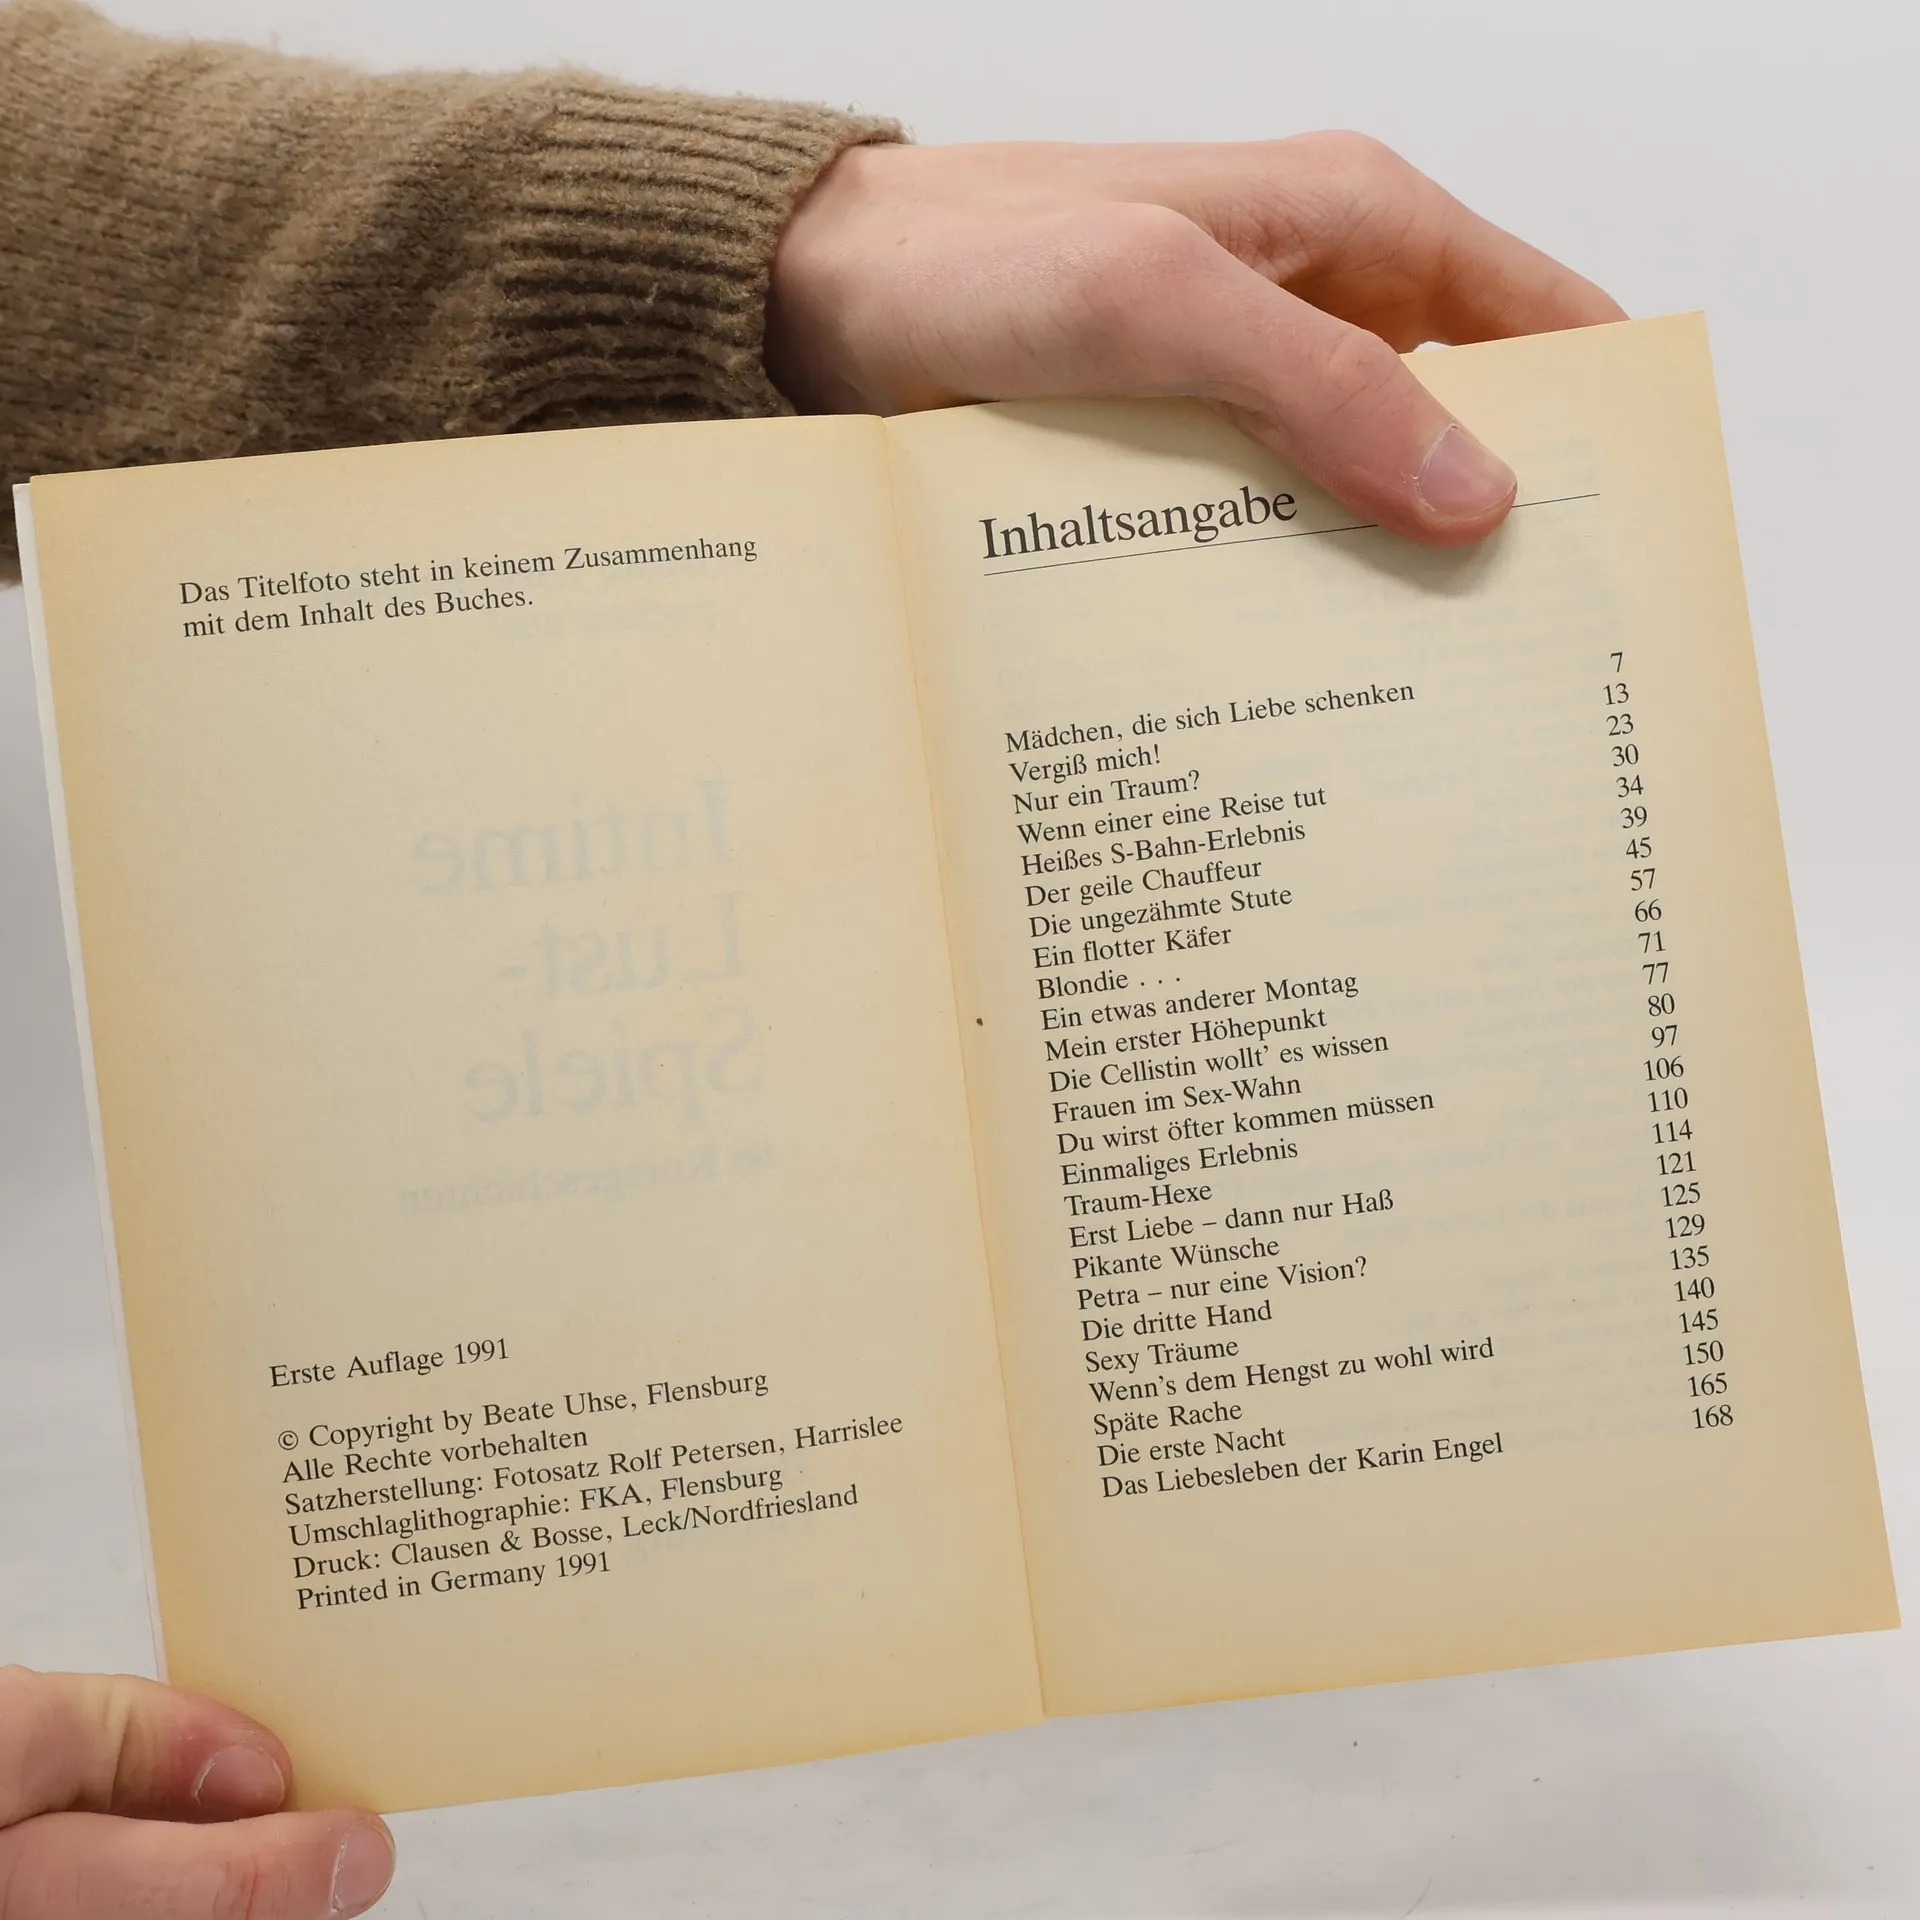 Das Titelfoto steht in keinem Zusammenhang
mit dem Inhalt des Buches.
Erste Auflage 1991
© Copyright by Beate Uhse, Flensburg
Alle Rechte vorbehalten
Satzherstellung: Fotosatz Rolf Petersen, Harrislee
Umschlaglithographie: FKA, Flensburg
Druck: Clausen & Bosse, Leck/Nordfriesland
Printed in Germany 1991
Inhaltsangabe
Mädchen, die sich Liebe schenken 7
Vergiß mich! 13
Nur ein Traum? 23
Wenn einer eine Reise tut 30
Heißes S-Bahn-Erlebnis 34
Der geile Chauffeur 39
Die ungezähmte Stute 45
Ein flotter Käfer 57
Blondie . . . 66
Ein etwas anderer Montag 71
Mein erster Höhepunkt 77
Die Cellistin wollt' es wissen 80
Frauen im Sex-Wahn 97
Du wirst öfter kommen müssen 106
Einmaliges Erlebnis 110
Traum-Hexe 114
Erst Liebe – dann nur Haß 121
Pikante Wünsche 125
Petra – nur eine Vision? 129
Die dritte Hand 135
Sexy Träume 140
Wenn's dem Hengst zu wohl wird 145
Späte Rache 150
Die erste Nacht 165
Das Liebesleben der Karin Engel 168